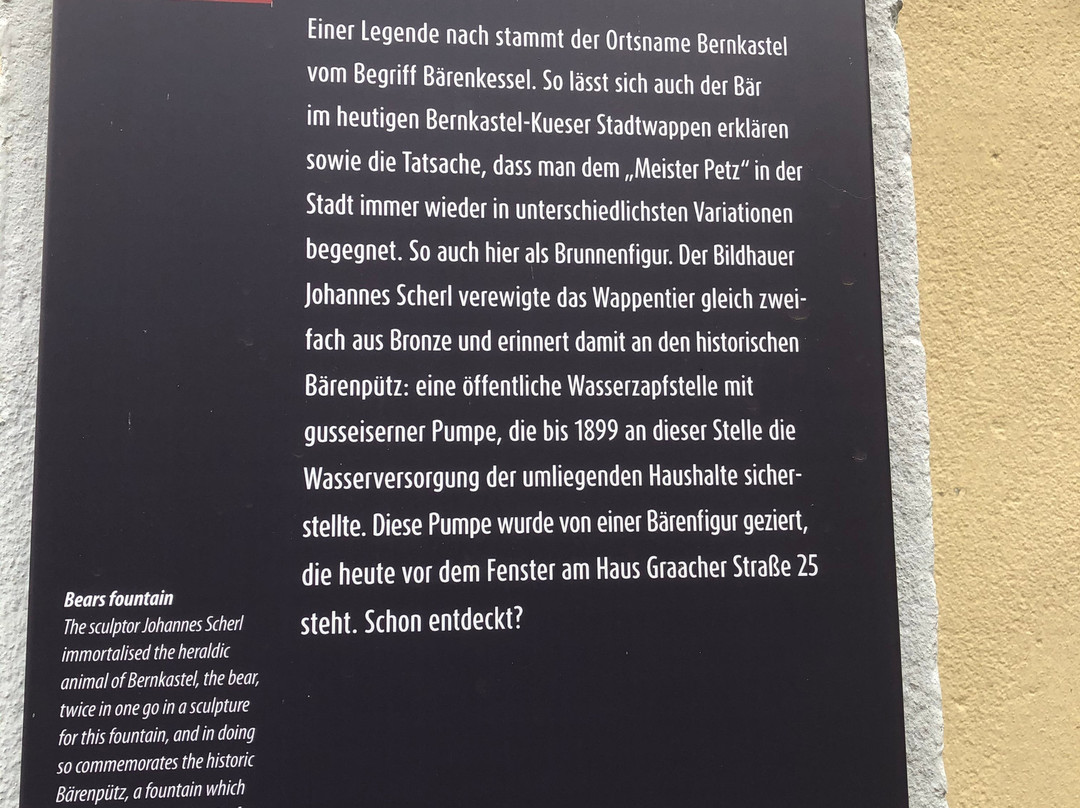 Einer Legende nach stammt der Ortsname Bernkastel
vom Begriff Bärenkessel. So lässt sich auch der Bär
im heutigen Bernkastel-Kueser Stadtwappen erklären
sowie die Tatsache, dass man dem „Meister Petz“ in der
Stadt immer wieder in unterschiedlichsten Variationen
begegnet. So auch hier als Brunnenfigur. Der Bildhauer
Johannes Scherl verewigte das Wappentier gleich zwei-
fach aus Bronze und erinnert damit an den historischen
Bärenpütz: eine öffentliche Wasserzapfstelle mit
gusseiserner Pumpe, die bis 1899 an dieser Stelle die
Wasserversorgung der umliegenden Haushalte sicher-
stellte. Diese Pumpe wurde von einer Bärenfigur geziert,
die heute vor dem Fenster am Haus Graacher Straße 25
steht. Schon entdeckt?
Bears fountain
The sculptor Johannes Scherl
immortalised the heraldic
animal of Bernkastel, the bear,
twice in one go in a sculpture
for this fountain, and in doing
so commemorates the historic
Bärenpütz, a fountain which